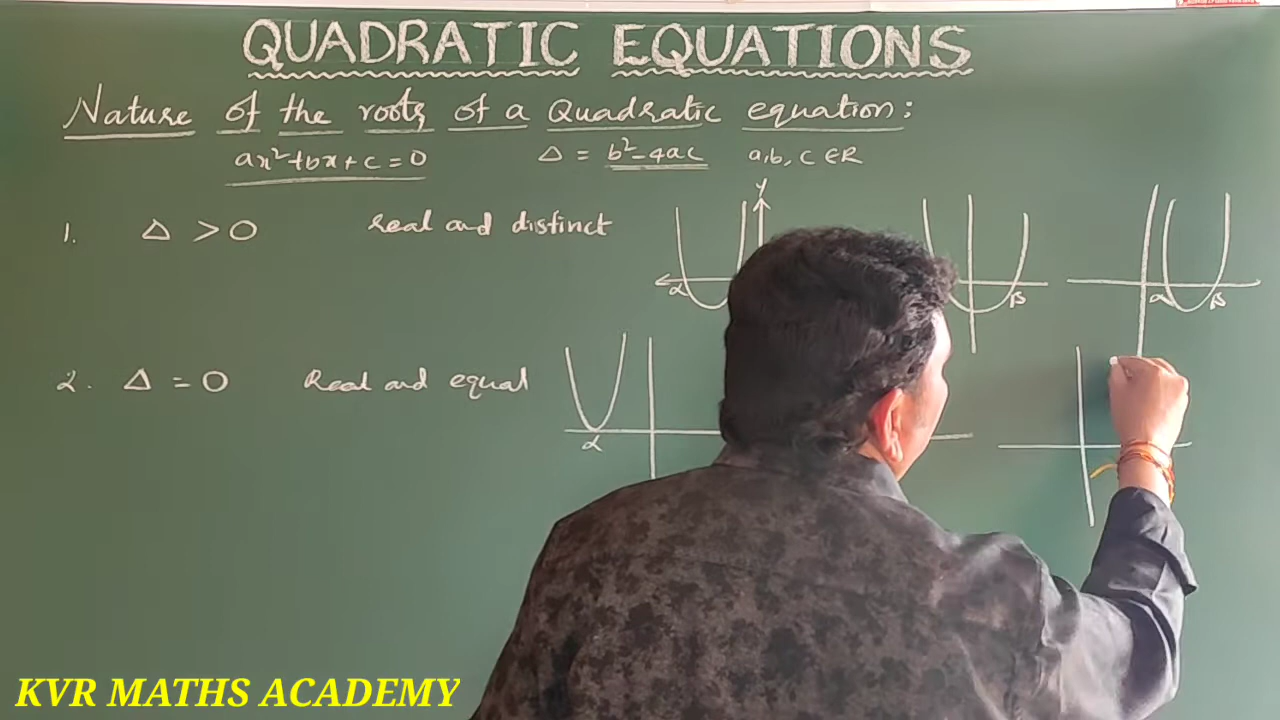 QUADRATIC EQUATIONS
Nature of the roots of a Quadratic equation:
ax²+bx+c=0 Δ = b²-4ac a,b, c ∈R
1. Δ >0 real and distinct
y
α β α β
2. Δ =0 Real and equal
α
KVR MATHS ACADEMY